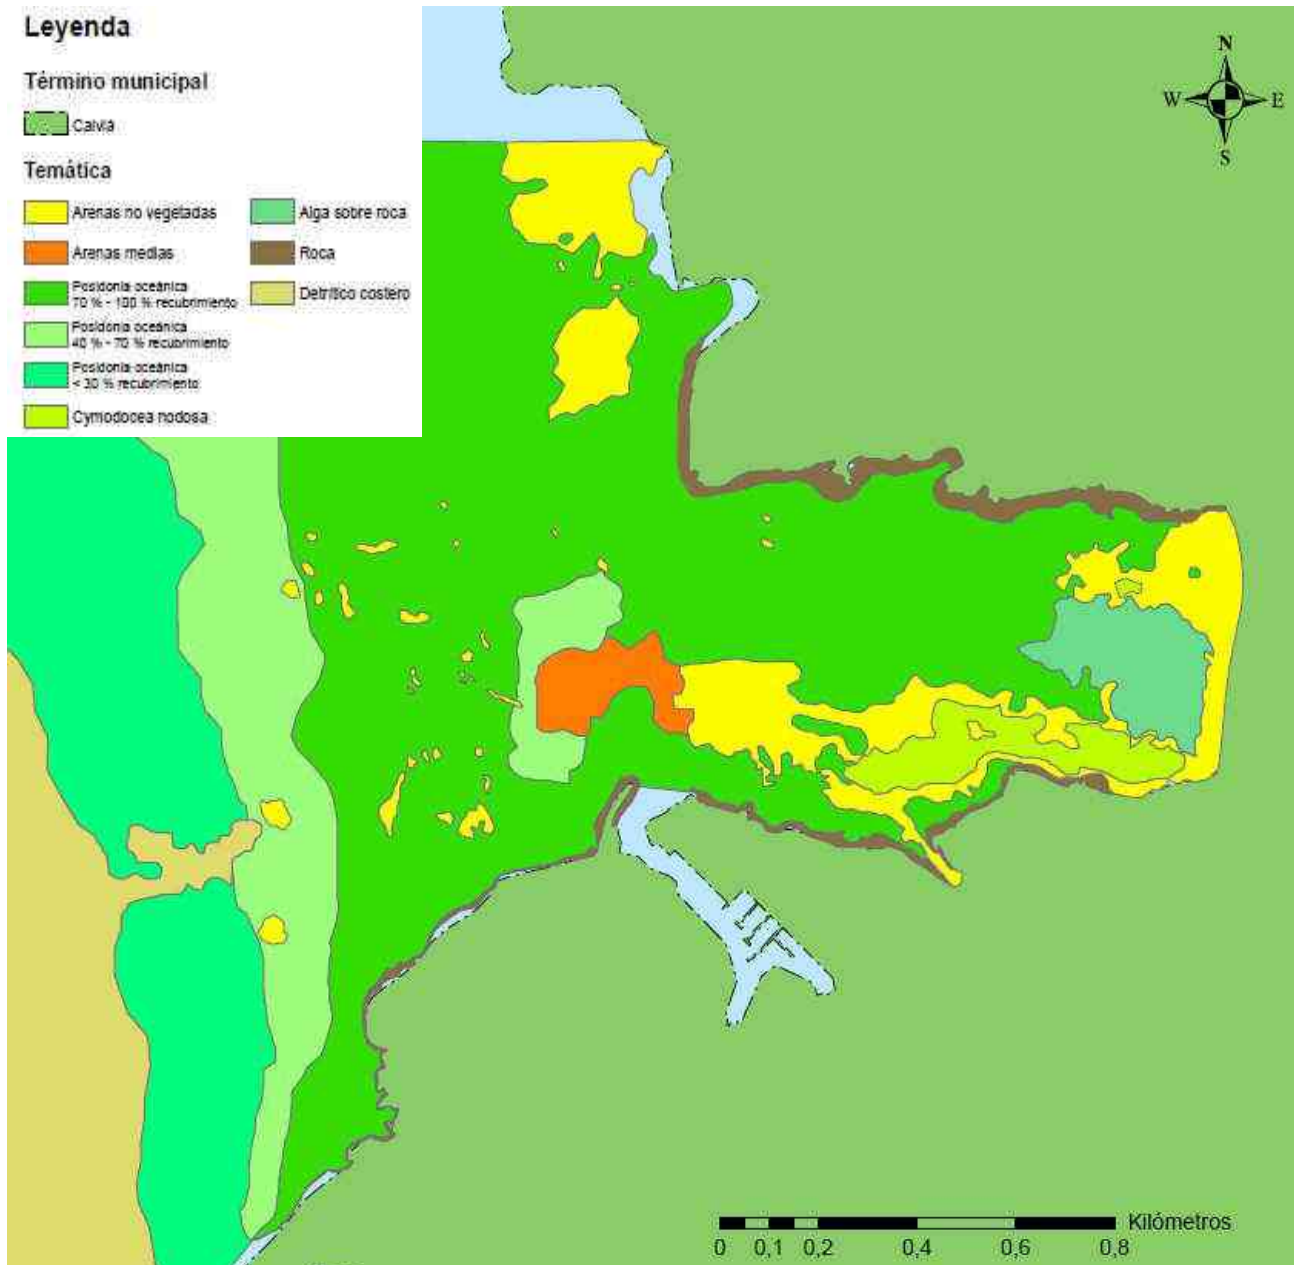 Leyenda
Término municipal
Calviá
Temática
Arenas no vegetadas
Arenas medias
Posidonia oceánica
70 % - 100 % recubrimiento
Posidonia oceánica
40 % - 70 % recubrimiento
Posidonia oceánica
< 30 % recubrimiento
Cymodocea nodosa
Alga sobre roca
Roca
Detrítico costero
N
W E
S
Kilómetros
0 0,1 0,2 0,4 0,6 0,8